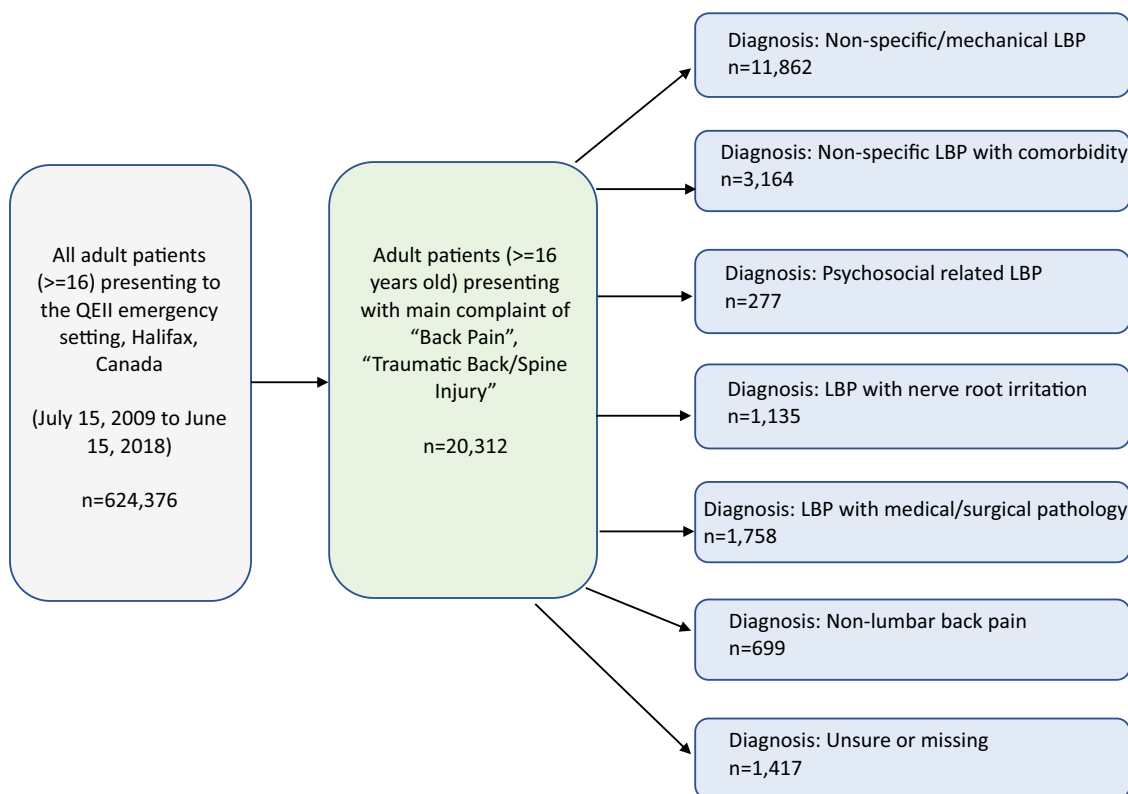 All adult patients
(>=16) presenting to
the QEII emergency
setting, Halifax,
Canada
(July 15, 2009 to June
15, 2018)
n=624,376
Adult patients (>=16
years old) presenting
with main complaint of
“Back Pain”,
“Traumatic Back/Spine
Injury”
n=20,312
Diagnosis: Non-specific/mechanical LBP
n=11,862
Diagnosis: Non-specific LBP with comorbidity
n=3,164
Diagnosis: Psychosocial related LBP
n=277
Diagnosis: LBP with nerve root irritation
n=1,135
Diagnosis: LBP with medical/surgical pathology
n=1,758
Diagnosis: Non-lumbar back pain
n=699
Diagnosis: Unsure or missing
n=1,417